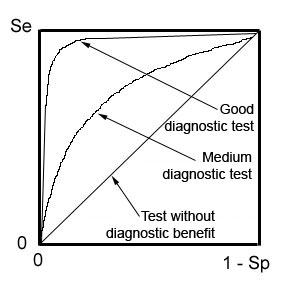 Se
Good
diagnostic test
Medium
diagnostic test
Test without
diagnostic benefit
0
0
1 - Sp